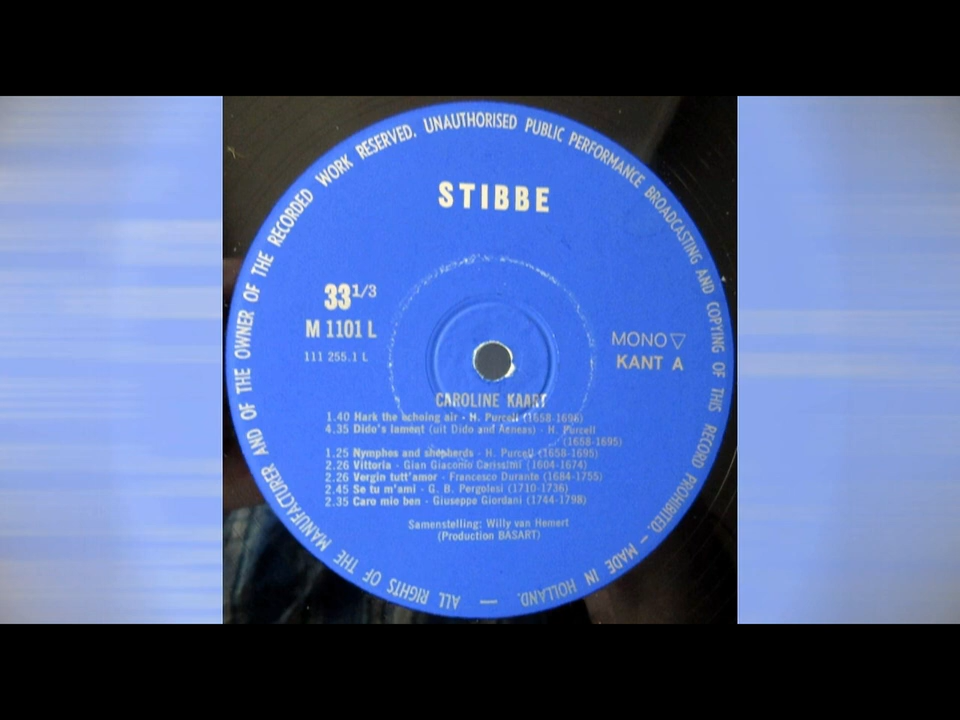 ALL RIGHTS OF THE MANUFACTURER AND OF THE OWNER OF THE RECORDED WORK RESERVED. UNAUTHORISED PUBLIC PERFORMANCE BROADCASTING AND COPYING OF THIS RECORD PROHIBITED. – MADE IN HOLLAND. —
STIBBE
33 1/3
M 1101 L
111 255.1 L
MONO ▽
KANT A
CAROLINE KAART
1.40 Hark the echoing air - H. Purcell (1658-1696)
4.35 Dido's lament (uit Dido and Aeneas) - H. Purcell
(1658-1695)
1.25 Nymphos and shepherds - H. Purcell (1658-1695)
2.26 Vittoria - Gian Giacomo Carissimi (1604-1674)
2.26 Vergin tutt'amor - Francesco Durante (1684-1755)
2.45 Se tu m'ami - G. B. Pergolesi (1710-1736)
2.35 Caro mio ben - Giuseppe Giordani (1744-1798)
Samenstelling: Willy van Hemert
(Production BASART)